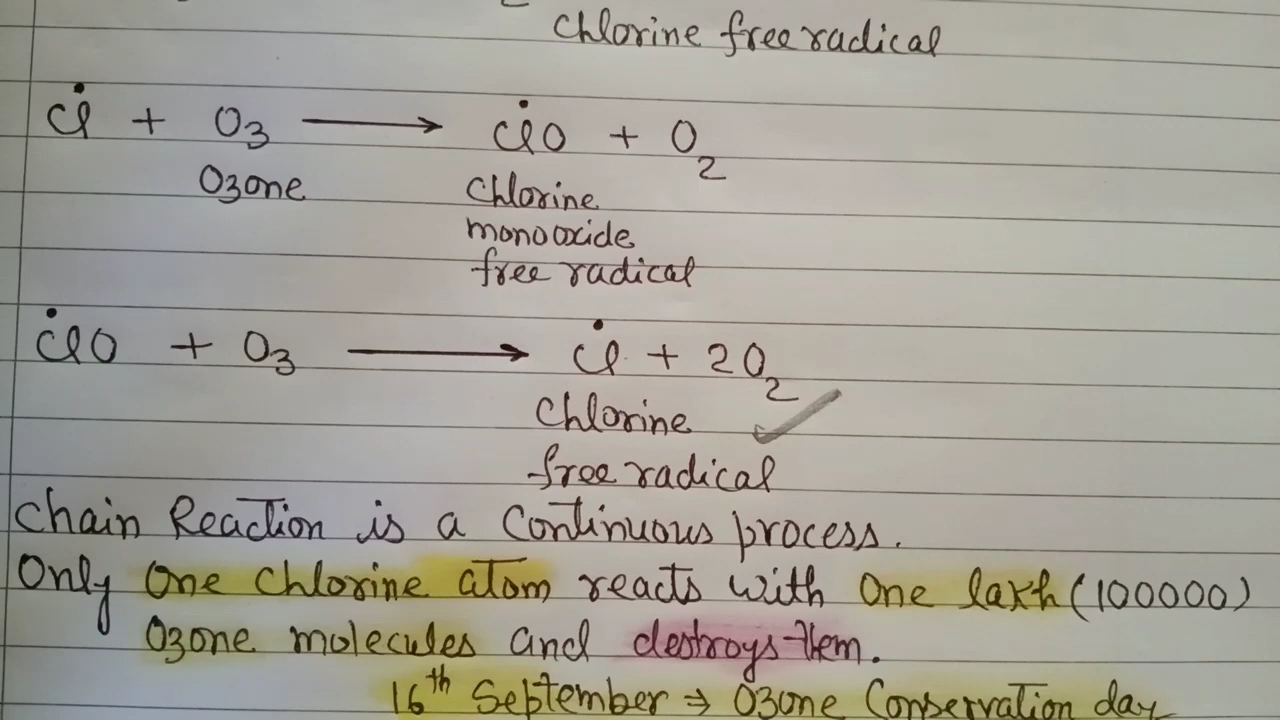 Chlorine free radical
Ċl + O3 ⟶ ĊlO + O2
Ozone Chlorine
monooxide
free radical
ĊlO + O3 ⟶ Ċl + 2O2
Chlorine
free radical
Chain Reaction is a Continuous process.
Only One Chlorine atom reacts with One lakh (100000)
Ozone molecules and destroys them.
16th September ⇒ Ozone Conservation day